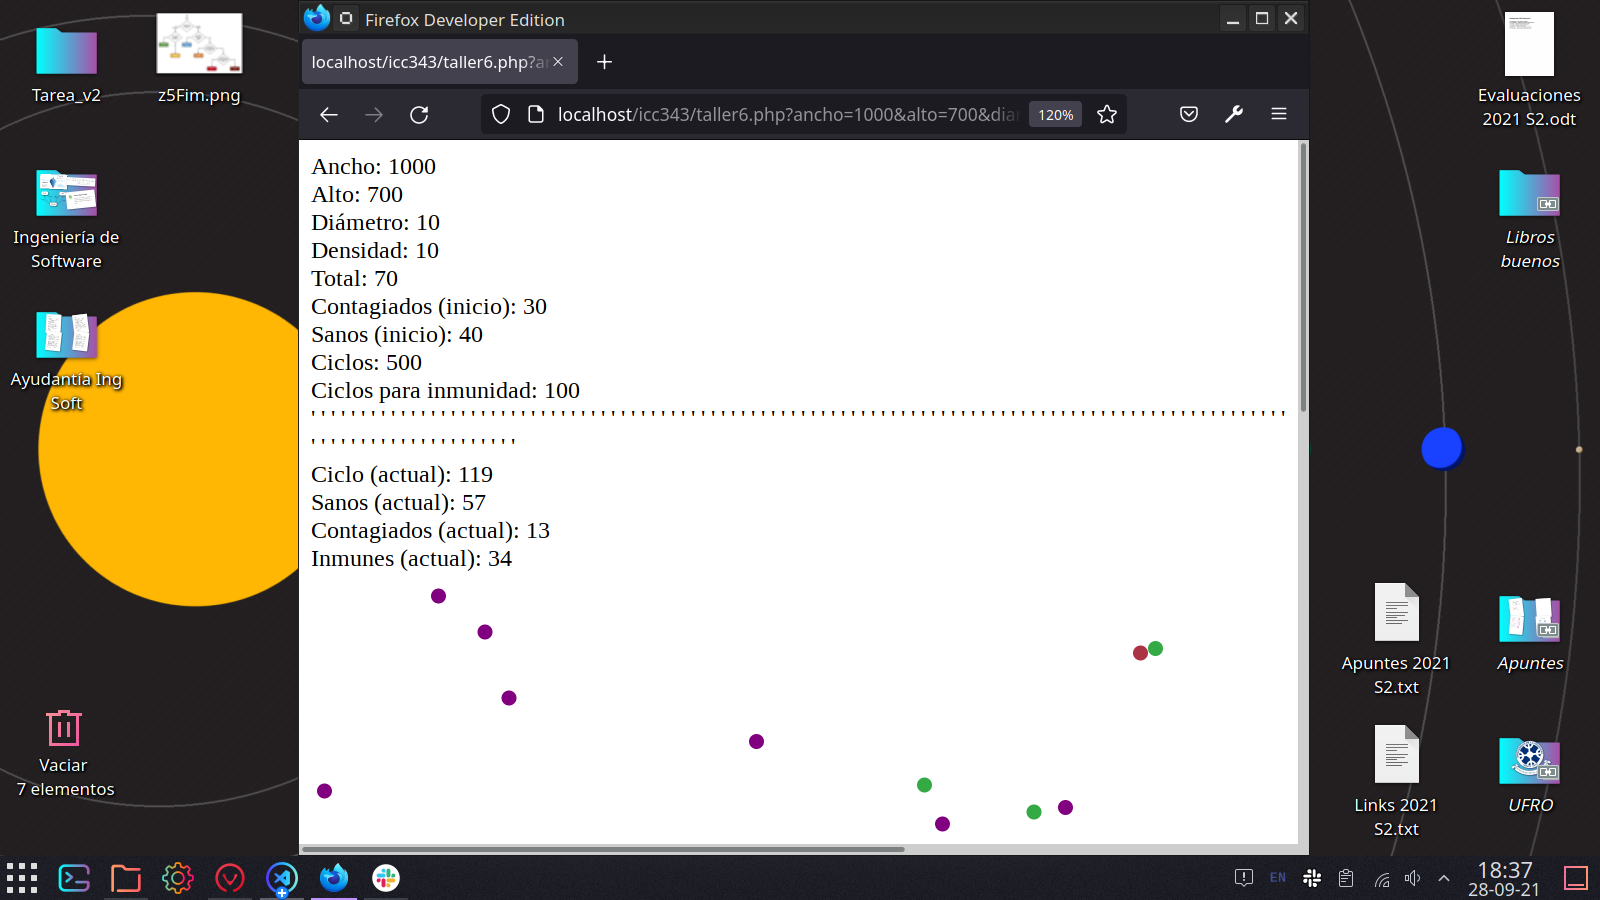 Firefox Developer Edition
localhost/icc343/taller6.php?a
localhost/icc343/taller6.php?ancho=1000&alto=700&dia
120%
Ancho: 1000
Alto: 700
Diámetro: 10
Densidad: 10
Total: 70
Contagiados (inicio): 30
Sanos (inicio): 40
Ciclos: 500
Ciclos para inmunidad: 100
Ciclo (actual): 119
Sanos (actual): 57
Contagiados (actual): 13
Inmunes (actual): 34
Tarea_v2
z5Fim.png
Ingeniería de
Software
Ayudantía Ing
Soft
Vaciar
7 elementos
Evaluaciones
2021 S2.odt
Libros
buenos
Apuntes 2021
S2.txt
Apuntes
Links 2021
S2.txt
UFRO
EN
18:37
28-09-21